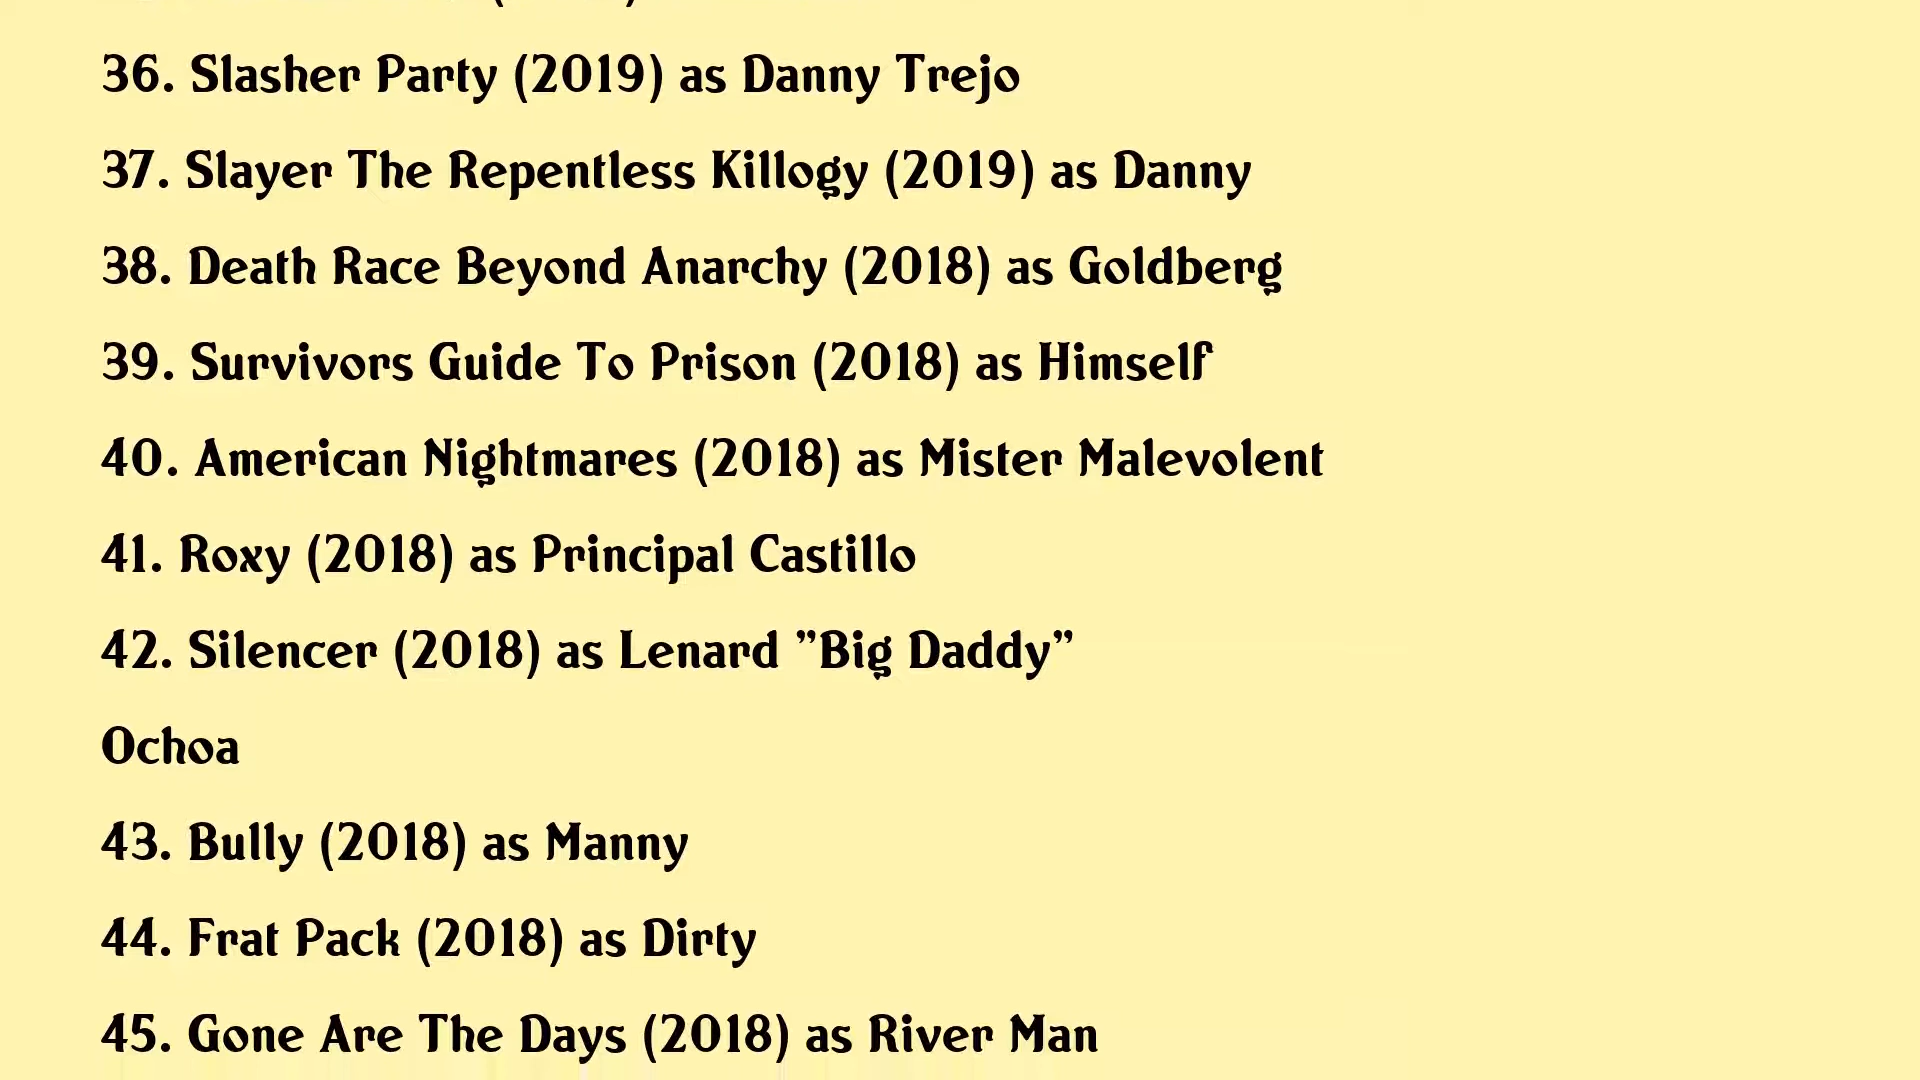 36. Slasher Party (2019) as Danny Trejo
37. Slayer The Repentless Killogy (2019) as Danny
38. Death Race Beyond Anarchy (2018) as Goldberg
39. Survivors Guide To Prison (2018) as Himself
40. American Nightmares (2018) as Mister Malevolent
41. Roxy (2018) as Principal Castillo
42. Silencer (2018) as Lenard ”Big Daddy”
Ochoa
43. Bully (2018) as Manny
44. Frat Pack (2018) as Dirty
45. Gone Are The Days (2018) as River Man